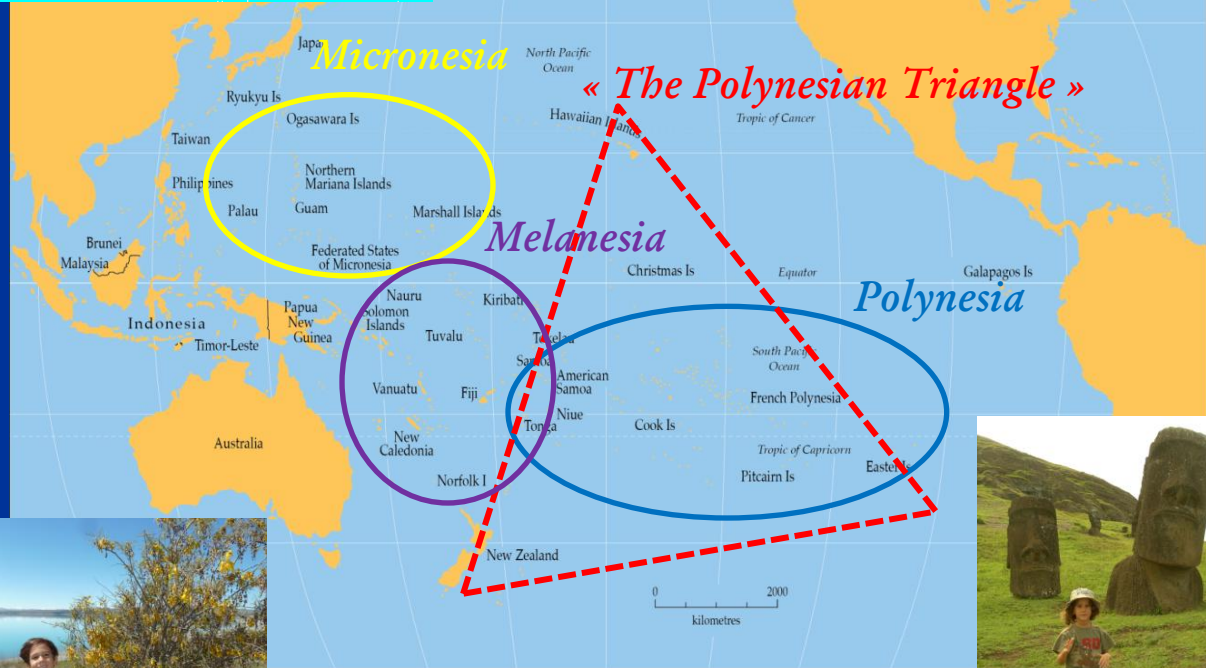 Japa
Micronesia
North Pacific
Ocean
« The Polynesian Triangle »
Ryukyu Is
Ogasawara Is
Hawaiian Islands
Tropic of Cancer
Taiwan
Philippines
Northern
Mariana Islands
Palau
Guam
Marshall Islands
Melanesia
Brunei
Malaysia
Federated States
of Micronesia
Christmas Is
Equator
Galapagos Is
Polynesia
Nauru
Kiribati
Papua
New
Guinea
Solomon
Islands
Indonesia
Tuvalu
Tokelau
Timor-Leste
Samoa
South Pacific
Ocean
American
Samoa
Vanuatu
Fiji
French Polynesia
Niue
Tonga
Cook Is
Australia
New
Caledonia
Tropic of Capricorn
Easter Is
Norfolk I
Pitcairn Is
New Zealand
0
2000
kilometres